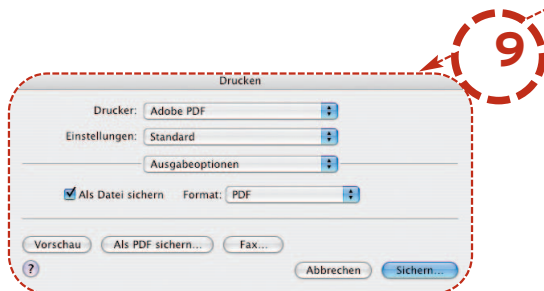 9
Drucken
Drucker: Adobe PDF
Einstellungen: Standard
Ausgabeoptionen
Als Datei sichern Format: PDF
Vorschau Als PDF sichern... Fax...
? Abbrechen Sichern...